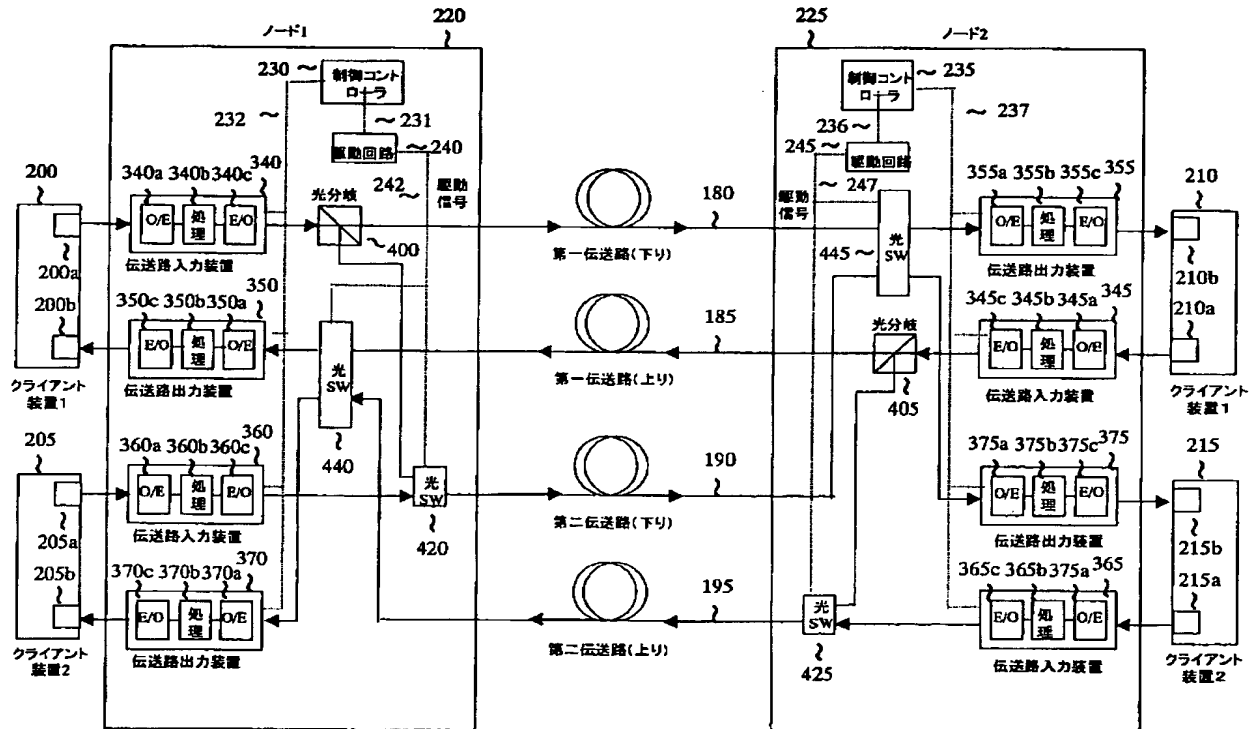 ノード1
220
225
ノード2
230
制御コント
ローラ
232
231
240
駆動回路
235
制御コント
ローラ
236
237
245
駆動回路
200
340a
340b
340c
340
242
駆動
信号
O/E
処
理
E/O
伝送路入力装置
光分岐
400
180
第一伝送路(下り)
247
駆動
信号
445
光
SW
355a
355b
355c
355
O/E
処
理
E/O
伝送路出力装置
210
200a
200b
210b
210a
350c
350b
350a
350
E/O
処
理
O/E
伝送路出力装置
クライアント
装置1
光
SW
440
185
第一伝送路(上り)
光分岐
405
345c
345b
345a
345
E/O
処
理
O/E
伝送路入力装置
クライアント
装置1
205
360a
360b
360c
360
O/E
処
理
E/O
伝送路入力装置
光
SW
420
190
第二伝送路(下り)
375a
375b
375c
375
O/E
処
理
E/O
伝送路出力装置
215
205a
205b
215b
215a
370c
370b
370a
370
E/O
処
理
O/E
伝送路出力装置
クライアント
装置2
195
第二伝送路(上り)
光
SW
425
365c
365b
375a
365
E/O
処
理
O/E
伝送路入力装置
クライアント
装置2